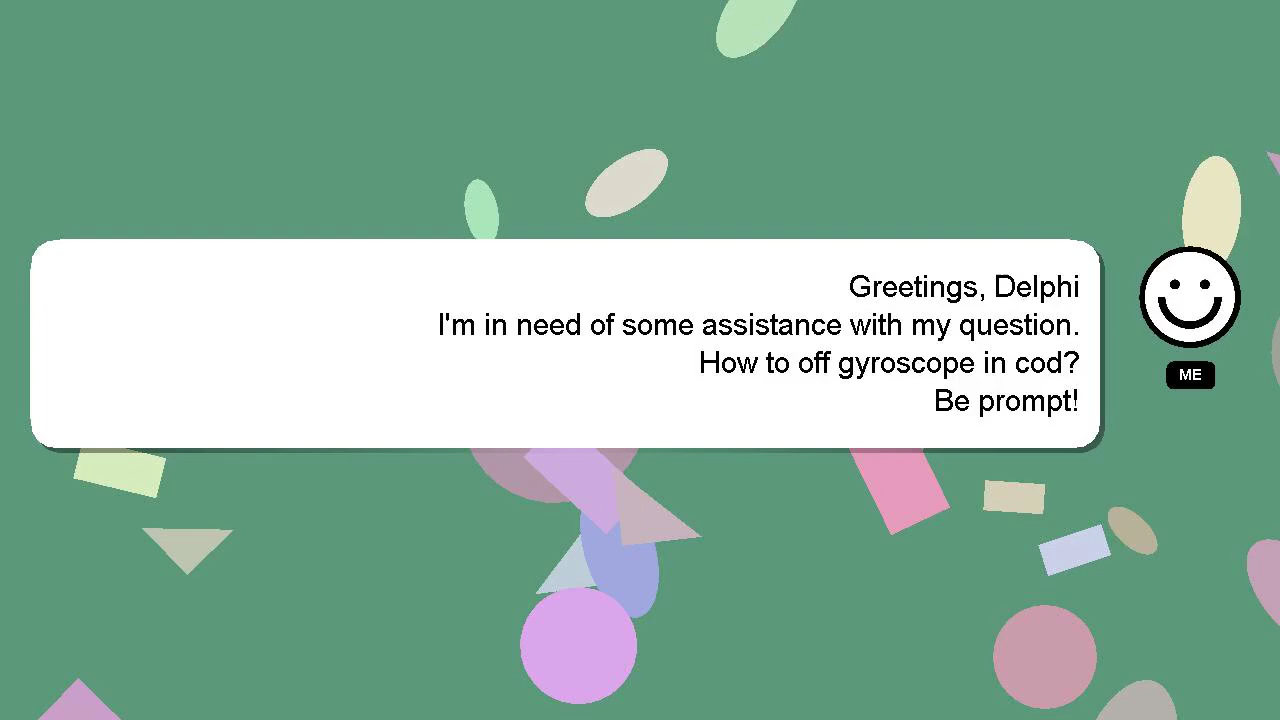 Greetings, Delphi
I'm in need of some assistance with my question.
How to off gyroscope in cod?
Be prompt!
ME